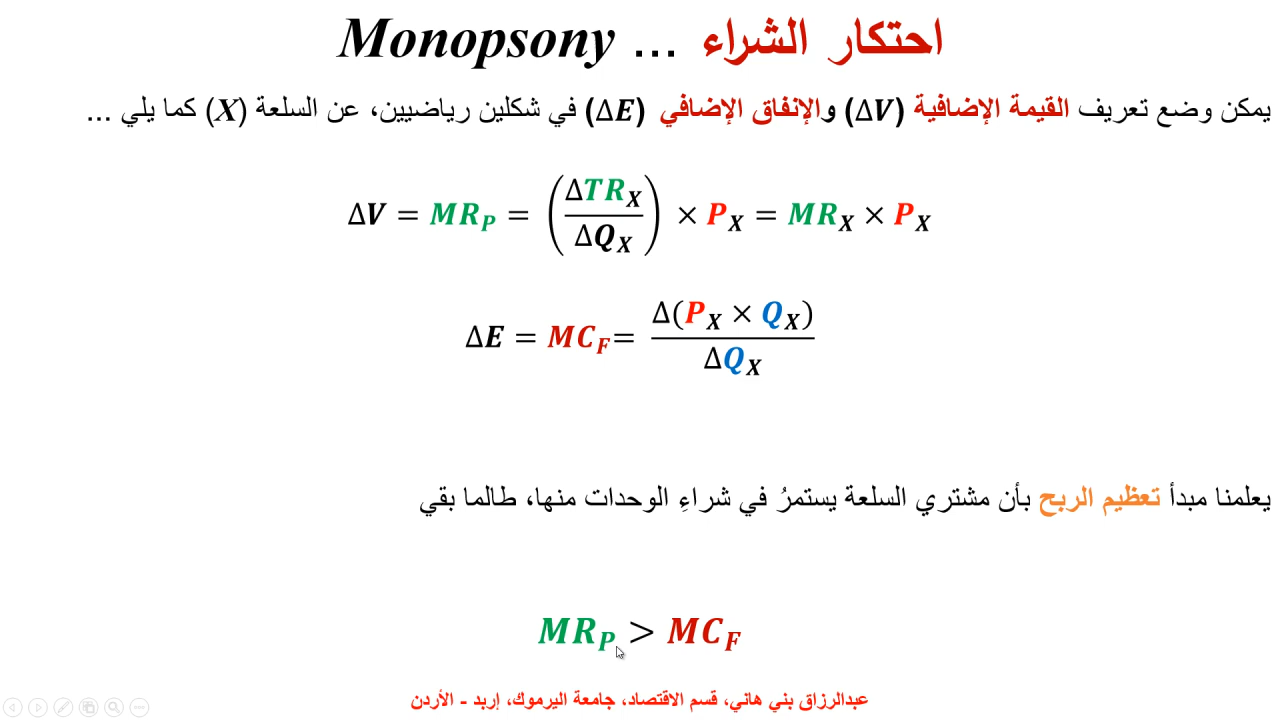 احتكار الشراء ... Monopsony
يمكن وضع تعريف القيمة الإضافية (ΔV) والإنفاق الإضافي (ΔE) في شكلين رياضيين، عن السلعة (X) كما يلي ...
ΔV = MR_P = (ΔTR_X / ΔQ_X) × P_X = MR_X × P_X
ΔE = MC_F = Δ(P_X × Q_X) / ΔQ_X
يعلمنا مبدأ تعظيم الربح بأن مشتري السلعة يستمرُ في شراءِ الوحدات منها، طالما بقي
MR_P > MC_F
عبدالرزاق بني هاني، قسم الاقتصاد، جامعة اليرموك، إربد - الأردن